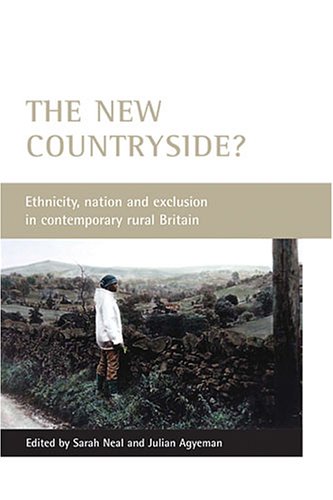 THE NEW
COUNTRYSIDE?
Ethnicity, nation and exclusion
in contemporary rural Britain
Edited by Sarah Neal and Julian Agyeman